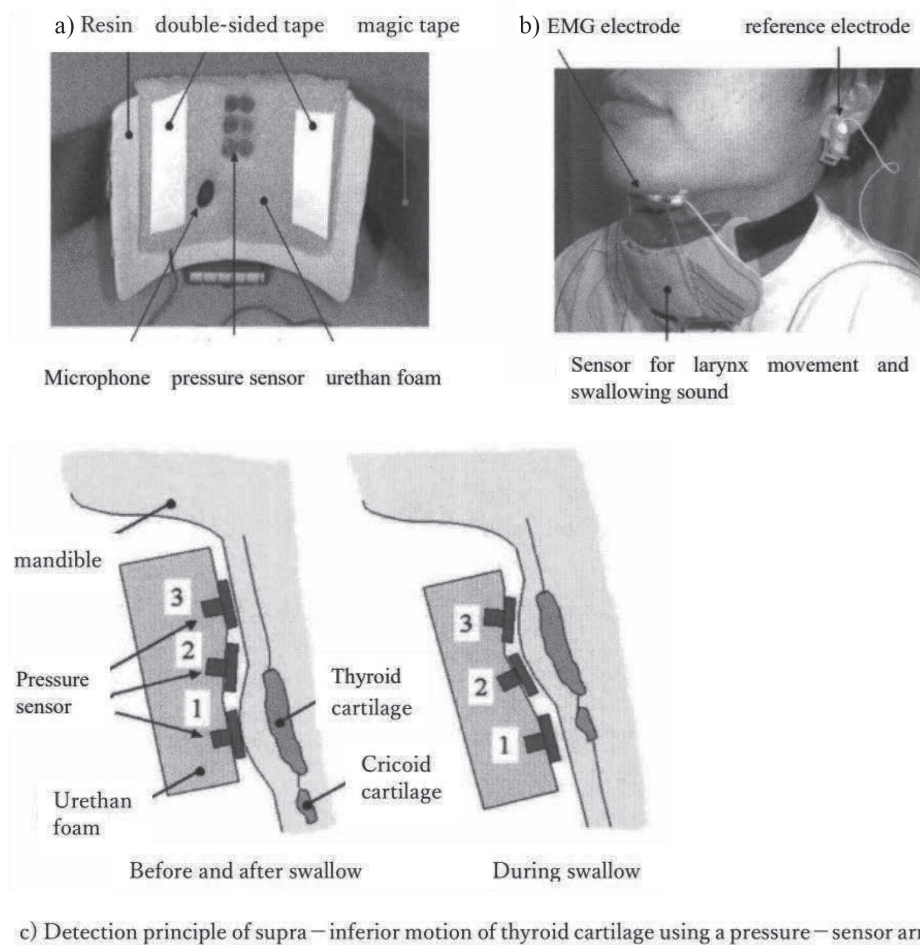 a) Resin double-sided tape magic tape
b) EMG electrode reference electrode
Microphone pressure sensor urethan foam
Sensor for larynx movement and
swallowing sound
mandible
3
2
1
Pressure
sensor
Urethan
foam
Thyroid
cartilage
Cricoid
cartilage
3
2
1
Before and after swallow
During swallow
c) Detection principle of supra－inferior motion of thyroid cartilage using a pressure－sensor ar